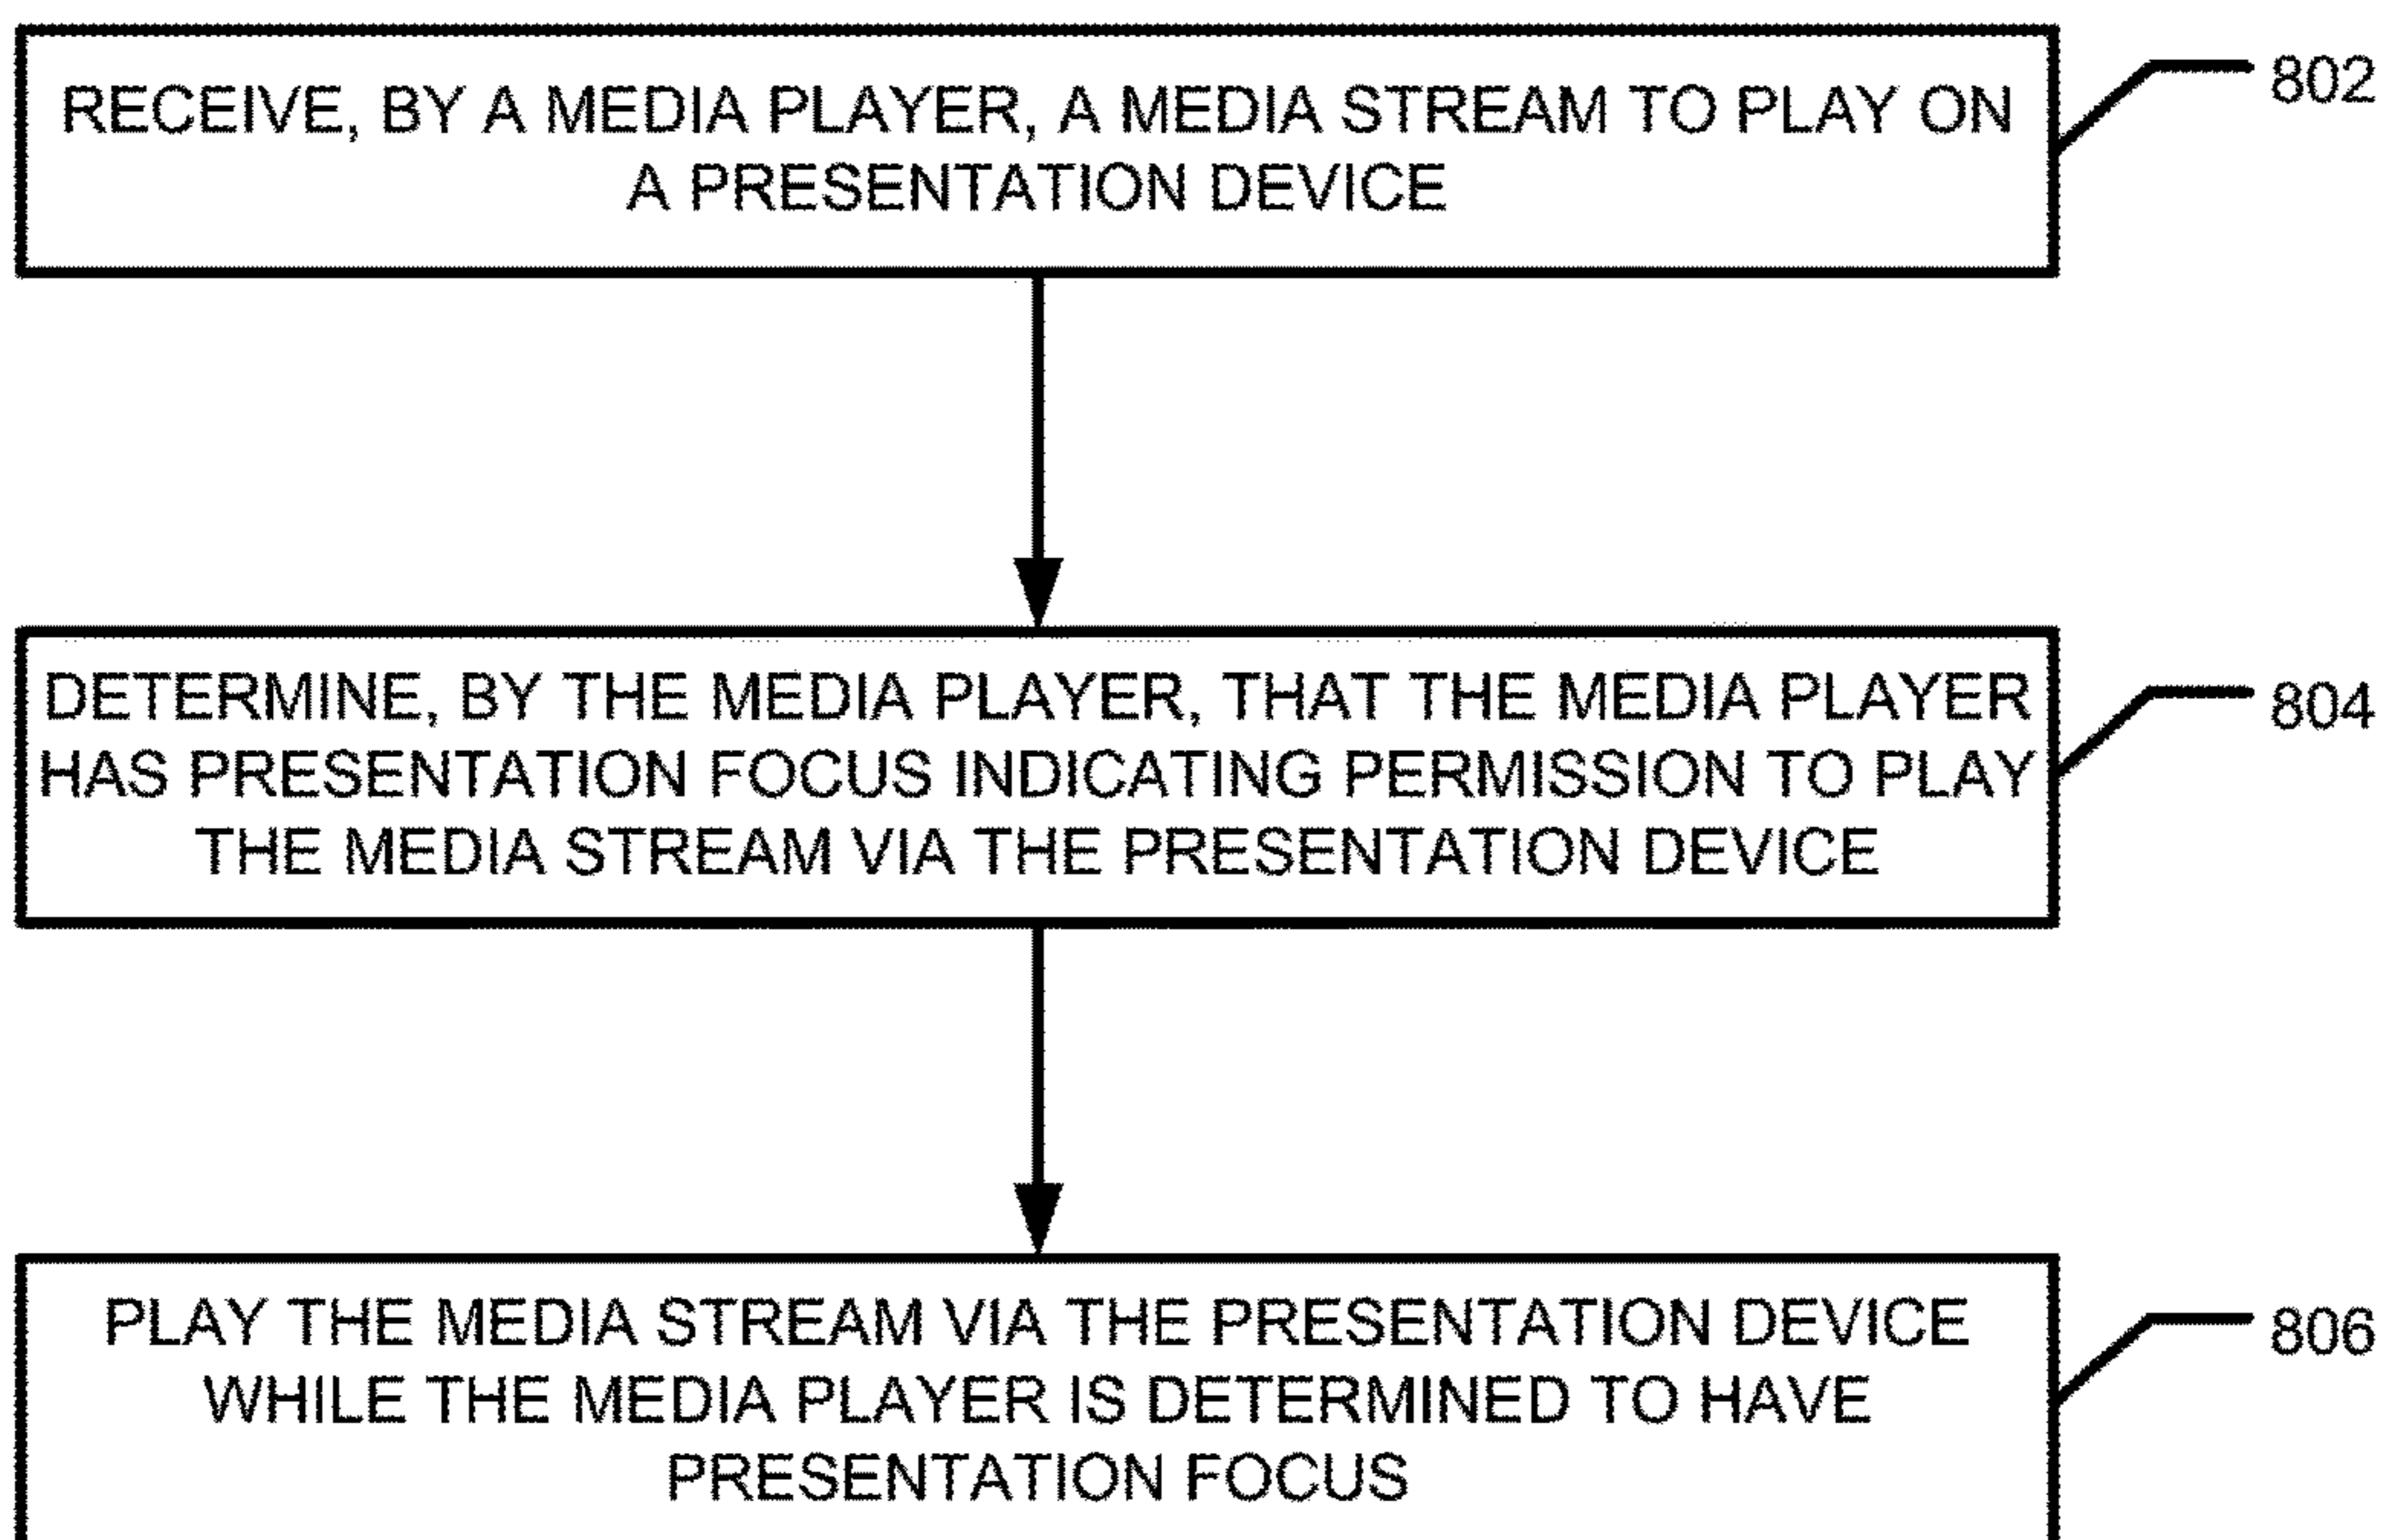 RECEIVE, BY A MEDIA PLAYER, A MEDIA STREAM TO PLAY ON
A PRESENTATION DEVICE
802
DETERMINE, BY THE MEDIA PLAYER, THAT THE MEDIA PLAYER
HAS PRESENTATION FOCUS INDICATING PERMISSION TO PLAY
THE MEDIA STREAM VIA THE PRESENTATION DEVICE
804
PLAY THE MEDIA STREAM VIA THE PRESENTATION DEVICE
WHILE THE MEDIA PLAYER IS DETERMINED TO HAVE
PRESENTATION FOCUS
806